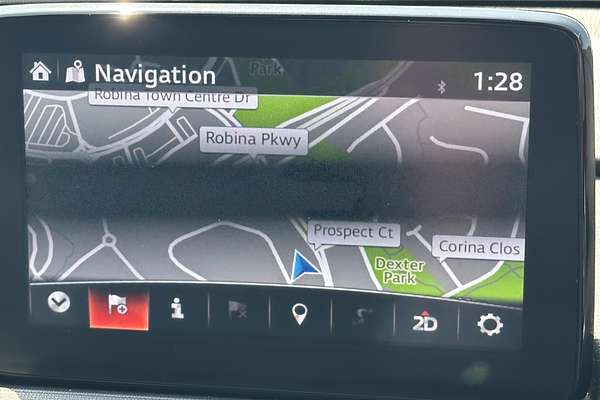 Navigation
Park
1:28
Robina Town Centre Dr
Robina Pkwy
Prospect Ct
Corina Clos
Dexter
Park
2D